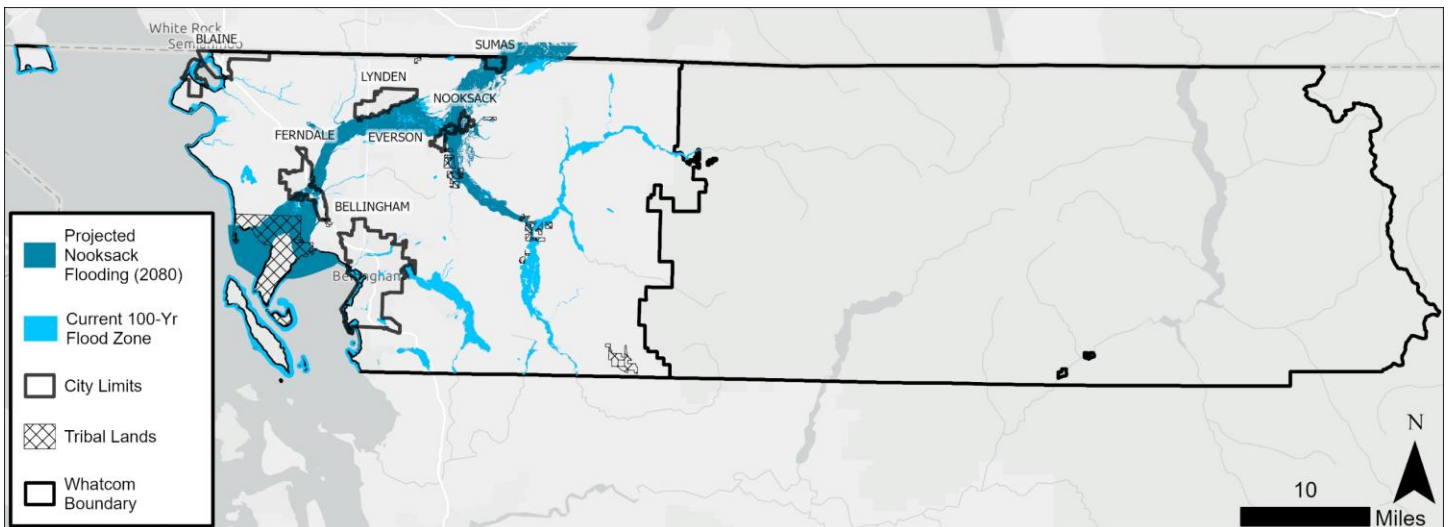 White Rock
Semiahmoo
BLAINE
SUMAS
LYNDEN
NOOKSACK
FERNDALE
EVERSON
BELLINGHAM
Bellingham
Projected
Nooksack
Flooding (2080)
Current 100-Yr
Flood Zone
City Limits
Tribal Lands
Whatcom
Boundary
N
10
Miles